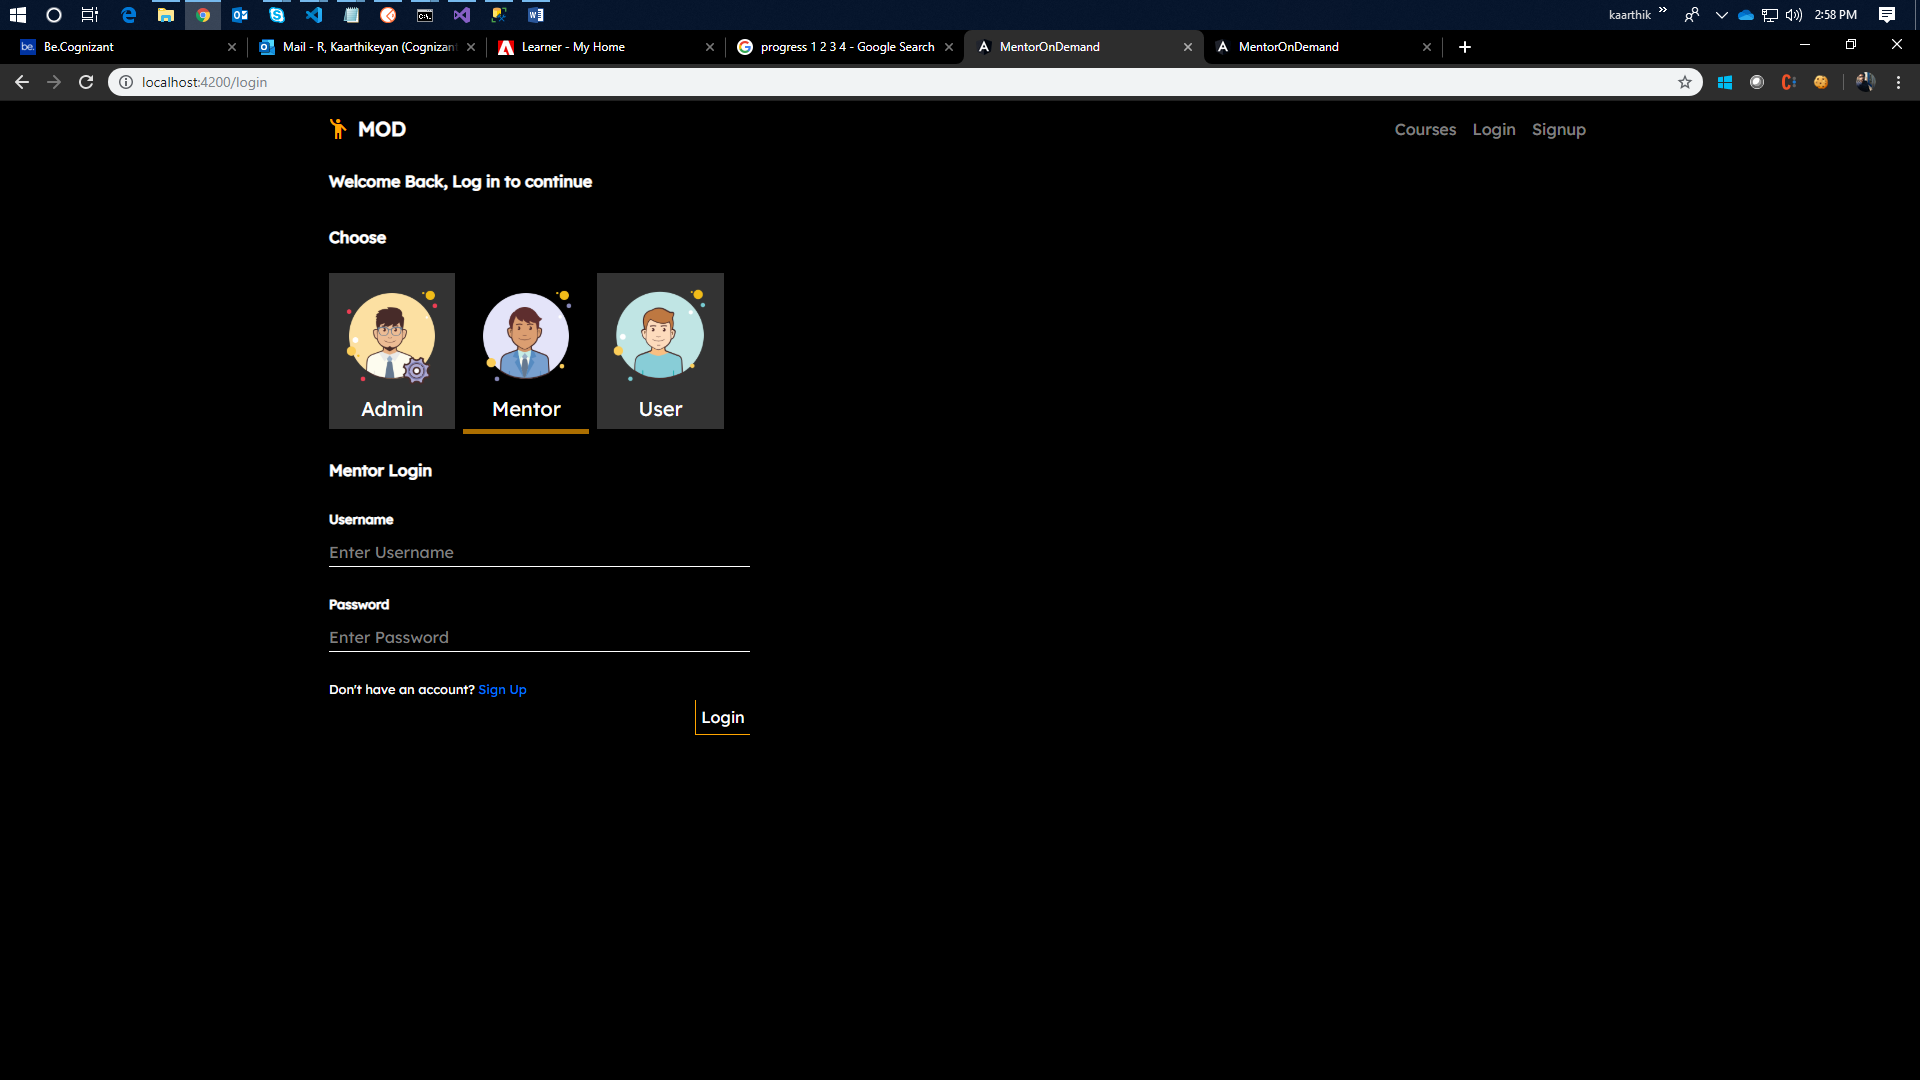 kaarthik
2:58 PM
Be.Cognizant
Mail - R, Kaarthikeyan (Cognizant
Learner - My Home
progress 1 2 3 4 - Google Search
MentorOnDemand
MentorOnDemand
localhost:4200/login
MOD
Courses
Login
Signup
Welcome Back, Log in to continue
Choose
Admin
Mentor
User
Mentor Login
Username
Enter Username
Password
Enter Password
Don't have an account? Sign Up
Login